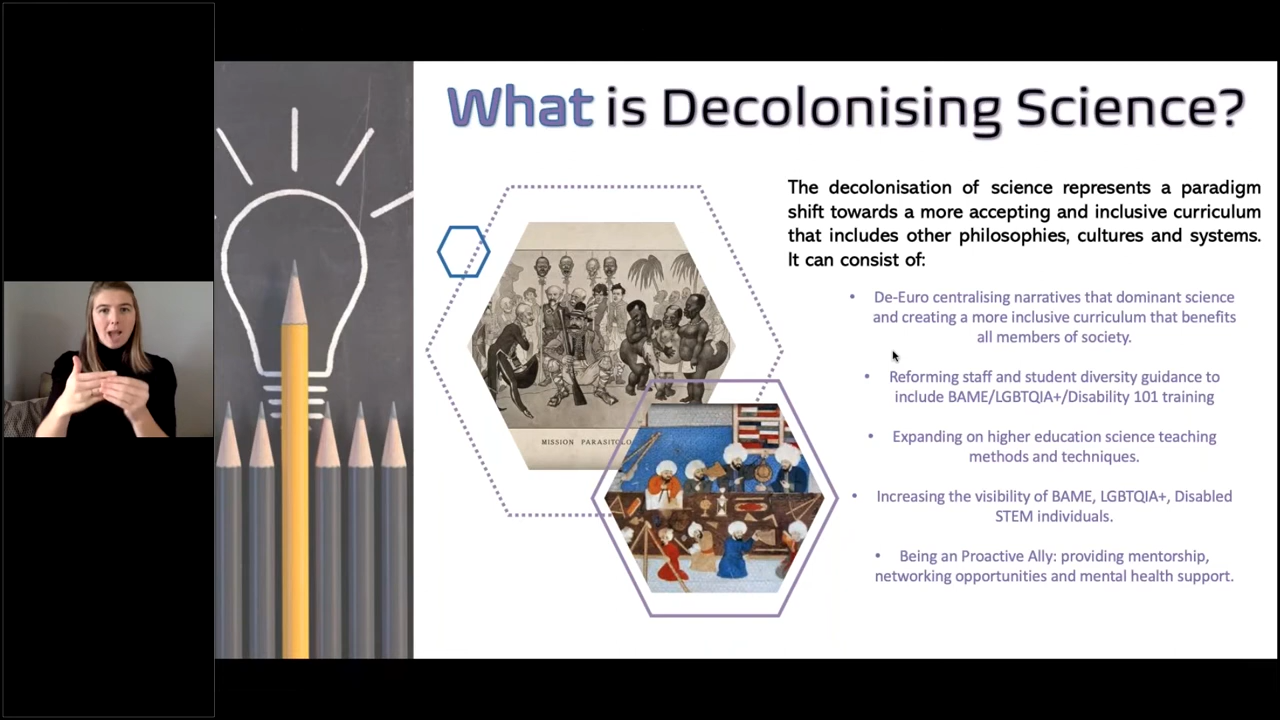 What is Decolonising Science?
The decolonisation of science represents a paradigm
shift towards a more accepting and inclusive curriculum
that includes other philosophies, cultures and systems.
It can consist of:
• De-Euro centralising narratives that dominant science
and creating a more inclusive curriculum that benefits
all members of society.
• Reforming staff and student diversity guidance to
include BAME/LGBTQIA+/Disability 101 training
• Expanding on higher education science teaching
methods and techniques.
• Increasing the visibility of BAME, LGBTQIA+, Disabled
STEM individuals.
• Being an Proactive Ally: providing mentorship,
networking opportunities and mental health support.
MISSION